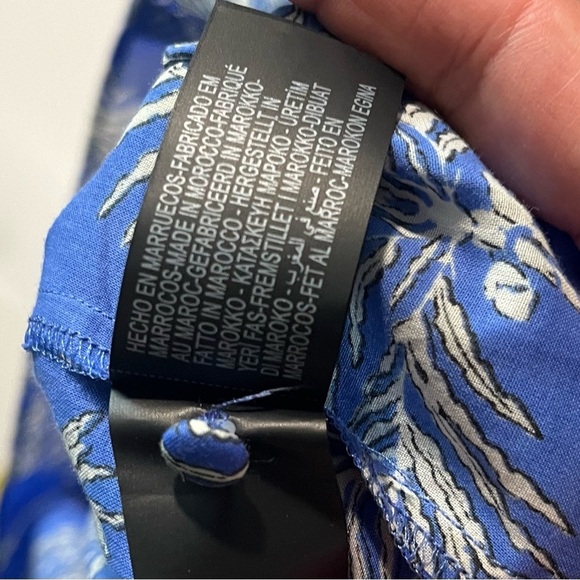 HECHO EN MARRUECOS-FABRICADO EM
MARROCOS-MADE IN MOROCCO-FABRIQUÉ
AU MAROC-GEFABRICEERD IN MAROKKO-
FATTO IN MAROCCO - HERGESTELLT IN
MAROKKO - ΚΑΤΑΣΚΕΥΗ ΜΑΡΟΚΟ - ÜRETİM
YERİ FAS-FREMSTILLET I MAROKKO-DIBUAT
DI MAROKO - صنع في المغرب - FEITO EN
MARROCOS-FET AL MARROC-MAROKON EGINA